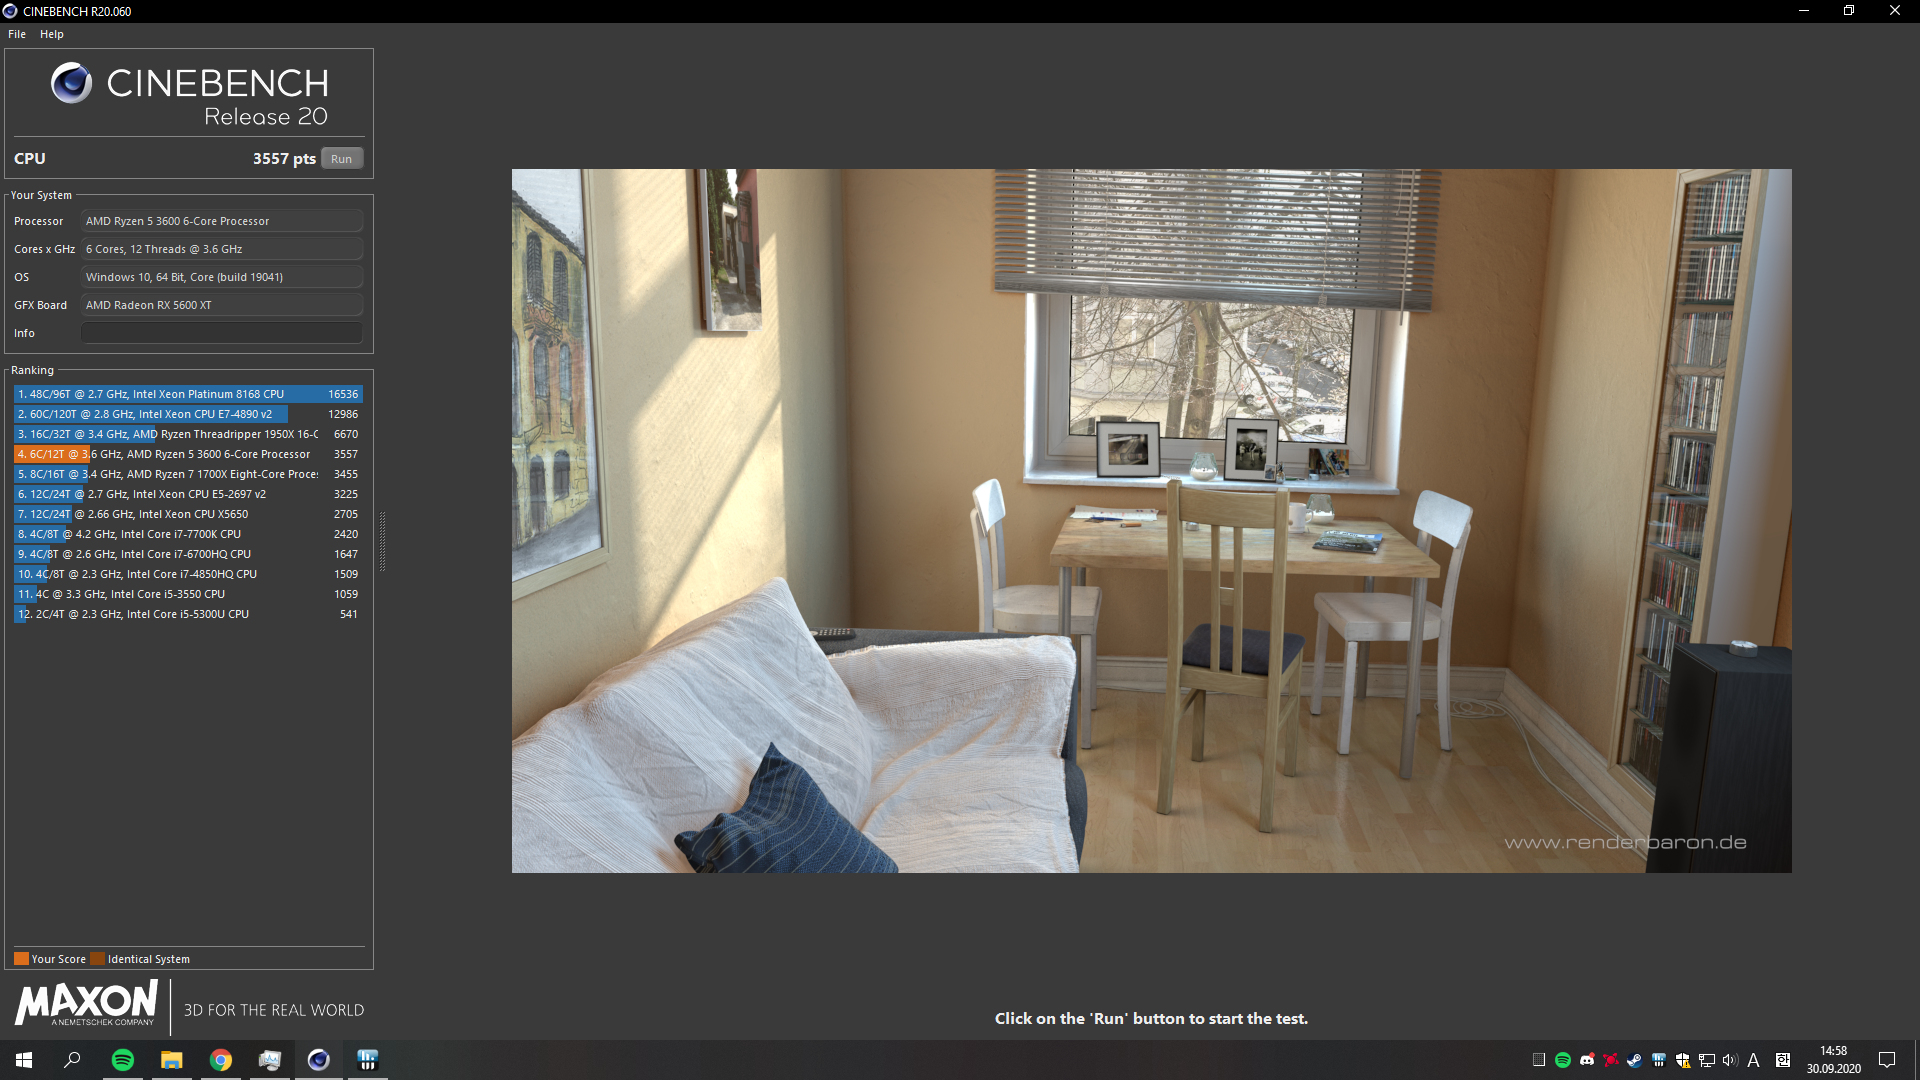 CINEBENCH R20.060
File Help
CINEBENCH
Release 20
CPU 3557 pts Run
Your System
Processor AMD Ryzen 5 3600 6-Core Processor
Cores x GHz 6 Cores, 12 Threads @ 3.6 GHz
OS Windows 10, 64 Bit, Core (build 19041)
GFX Board AMD Radeon RX 5600 XT
Info
Ranking
1. 48C/96T @ 2.7 GHz, Intel Xeon Platinum 8168 CPU 16536
2. 60C/120T @ 2.8 GHz, Intel Xeon CPU E7-4890 v2 12986
3. 16C/32T @ 3.4 GHz, AMD Ryzen Threadripper 1950X 16-C 6670
4. 6C/12T @ 3.6 GHz, AMD Ryzen 5 3600 6-Core Processor 3557
5. 8C/16T @ 3.4 GHz, AMD Ryzen 7 1700X Eight-Core Proces 3455
6. 12C/24T @ 2.7 GHz, Intel Xeon CPU E5-2697 v2 3225
7. 12C/24T @ 2.66 GHz, Intel Xeon CPU X5650 2705
8. 4C/8T @ 4.2 GHz, Intel Core i7-7700K CPU 2420
9. 4C/8T @ 2.6 GHz, Intel Core i7-6700HQ CPU 1647
10. 4C/8T @ 2.3 GHz, Intel Core i7-4850HQ CPU 1509
11. 4C @ 3.3 GHz, Intel Core i5-3550 CPU 1059
12. 2C/4T @ 2.3 GHz, Intel Core i5-5300U CPU 541
www.renderbaron.de
Your Score Identical System
MAXON
A NEMETSCHEK COMPANY
3D FOR THE REAL WORLD
Click on the 'Run' button to start the test.
A
14:58
30.09.2020